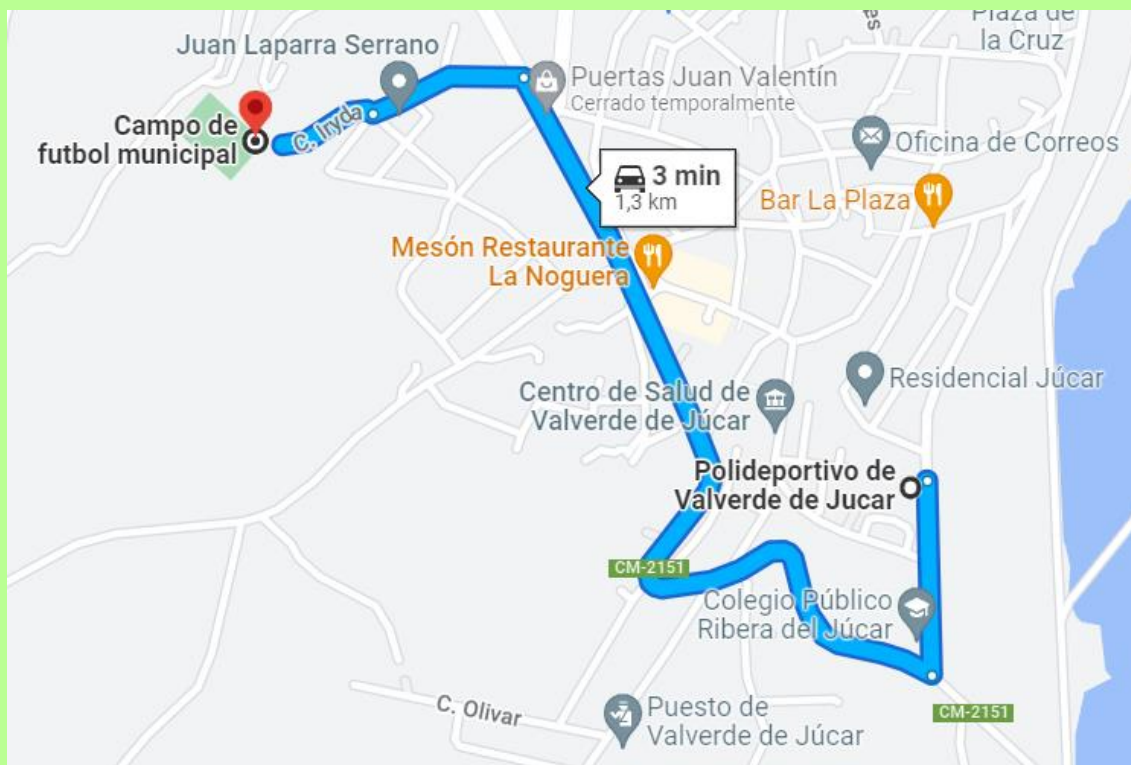 Plaza de
la Cruz
Juan Laparra Serrano
Puertas Juan Valentín
Cerrado temporalmente
Campo de
futbol municipal
C. Iryda
Oficina de Correos
3 min
1,3 km
Bar La Plaza
Mesón Restaurante
La Noguera
Residencial Júcar
Centro de Salud de
Valverde de Júcar
Polideportivo de
Valverde de Jucar
CM-2151
Colegio Público
Ribera del Júcar
C. Olivar
Puesto de
Valverde de Júcar
CM-2151